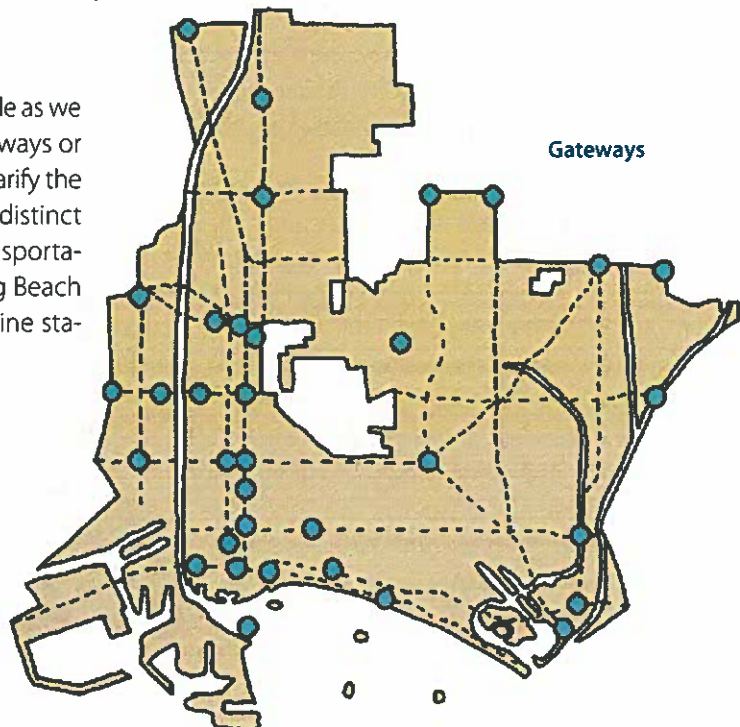 le as we
ways or
arify the
distinct
sporta-
g Beach
ine sta-
Gateways